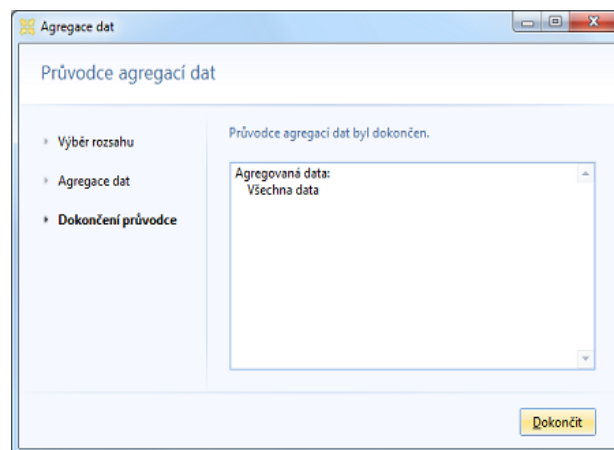 Agregace dat
Průvodce agregací dat
Výběr rozsahu
Agregace dat
Dokončení průvodce
Průvodce agregací dat byl dokončen.
Agregovaná data:
Všechna data
Dokončit